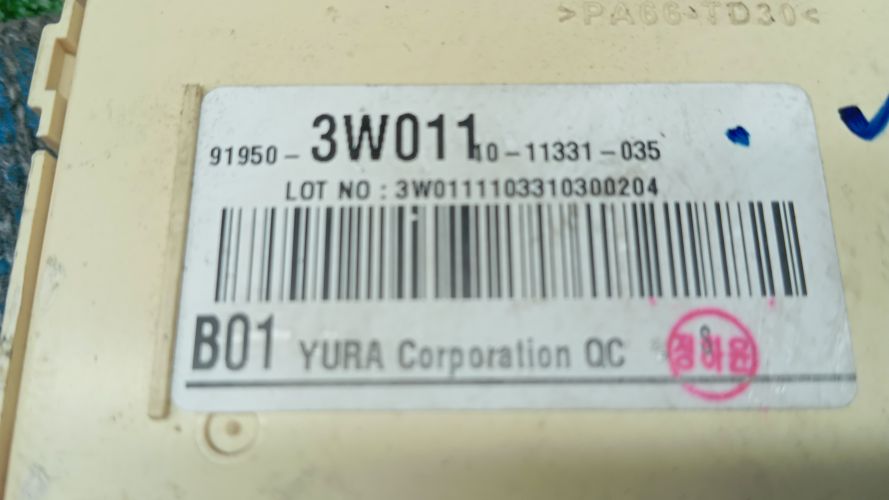 >PA66-TD30<
91950-3W011 10-11331-035
LOT NO : 3W0111103310300204
B01 YURA Corporation QC